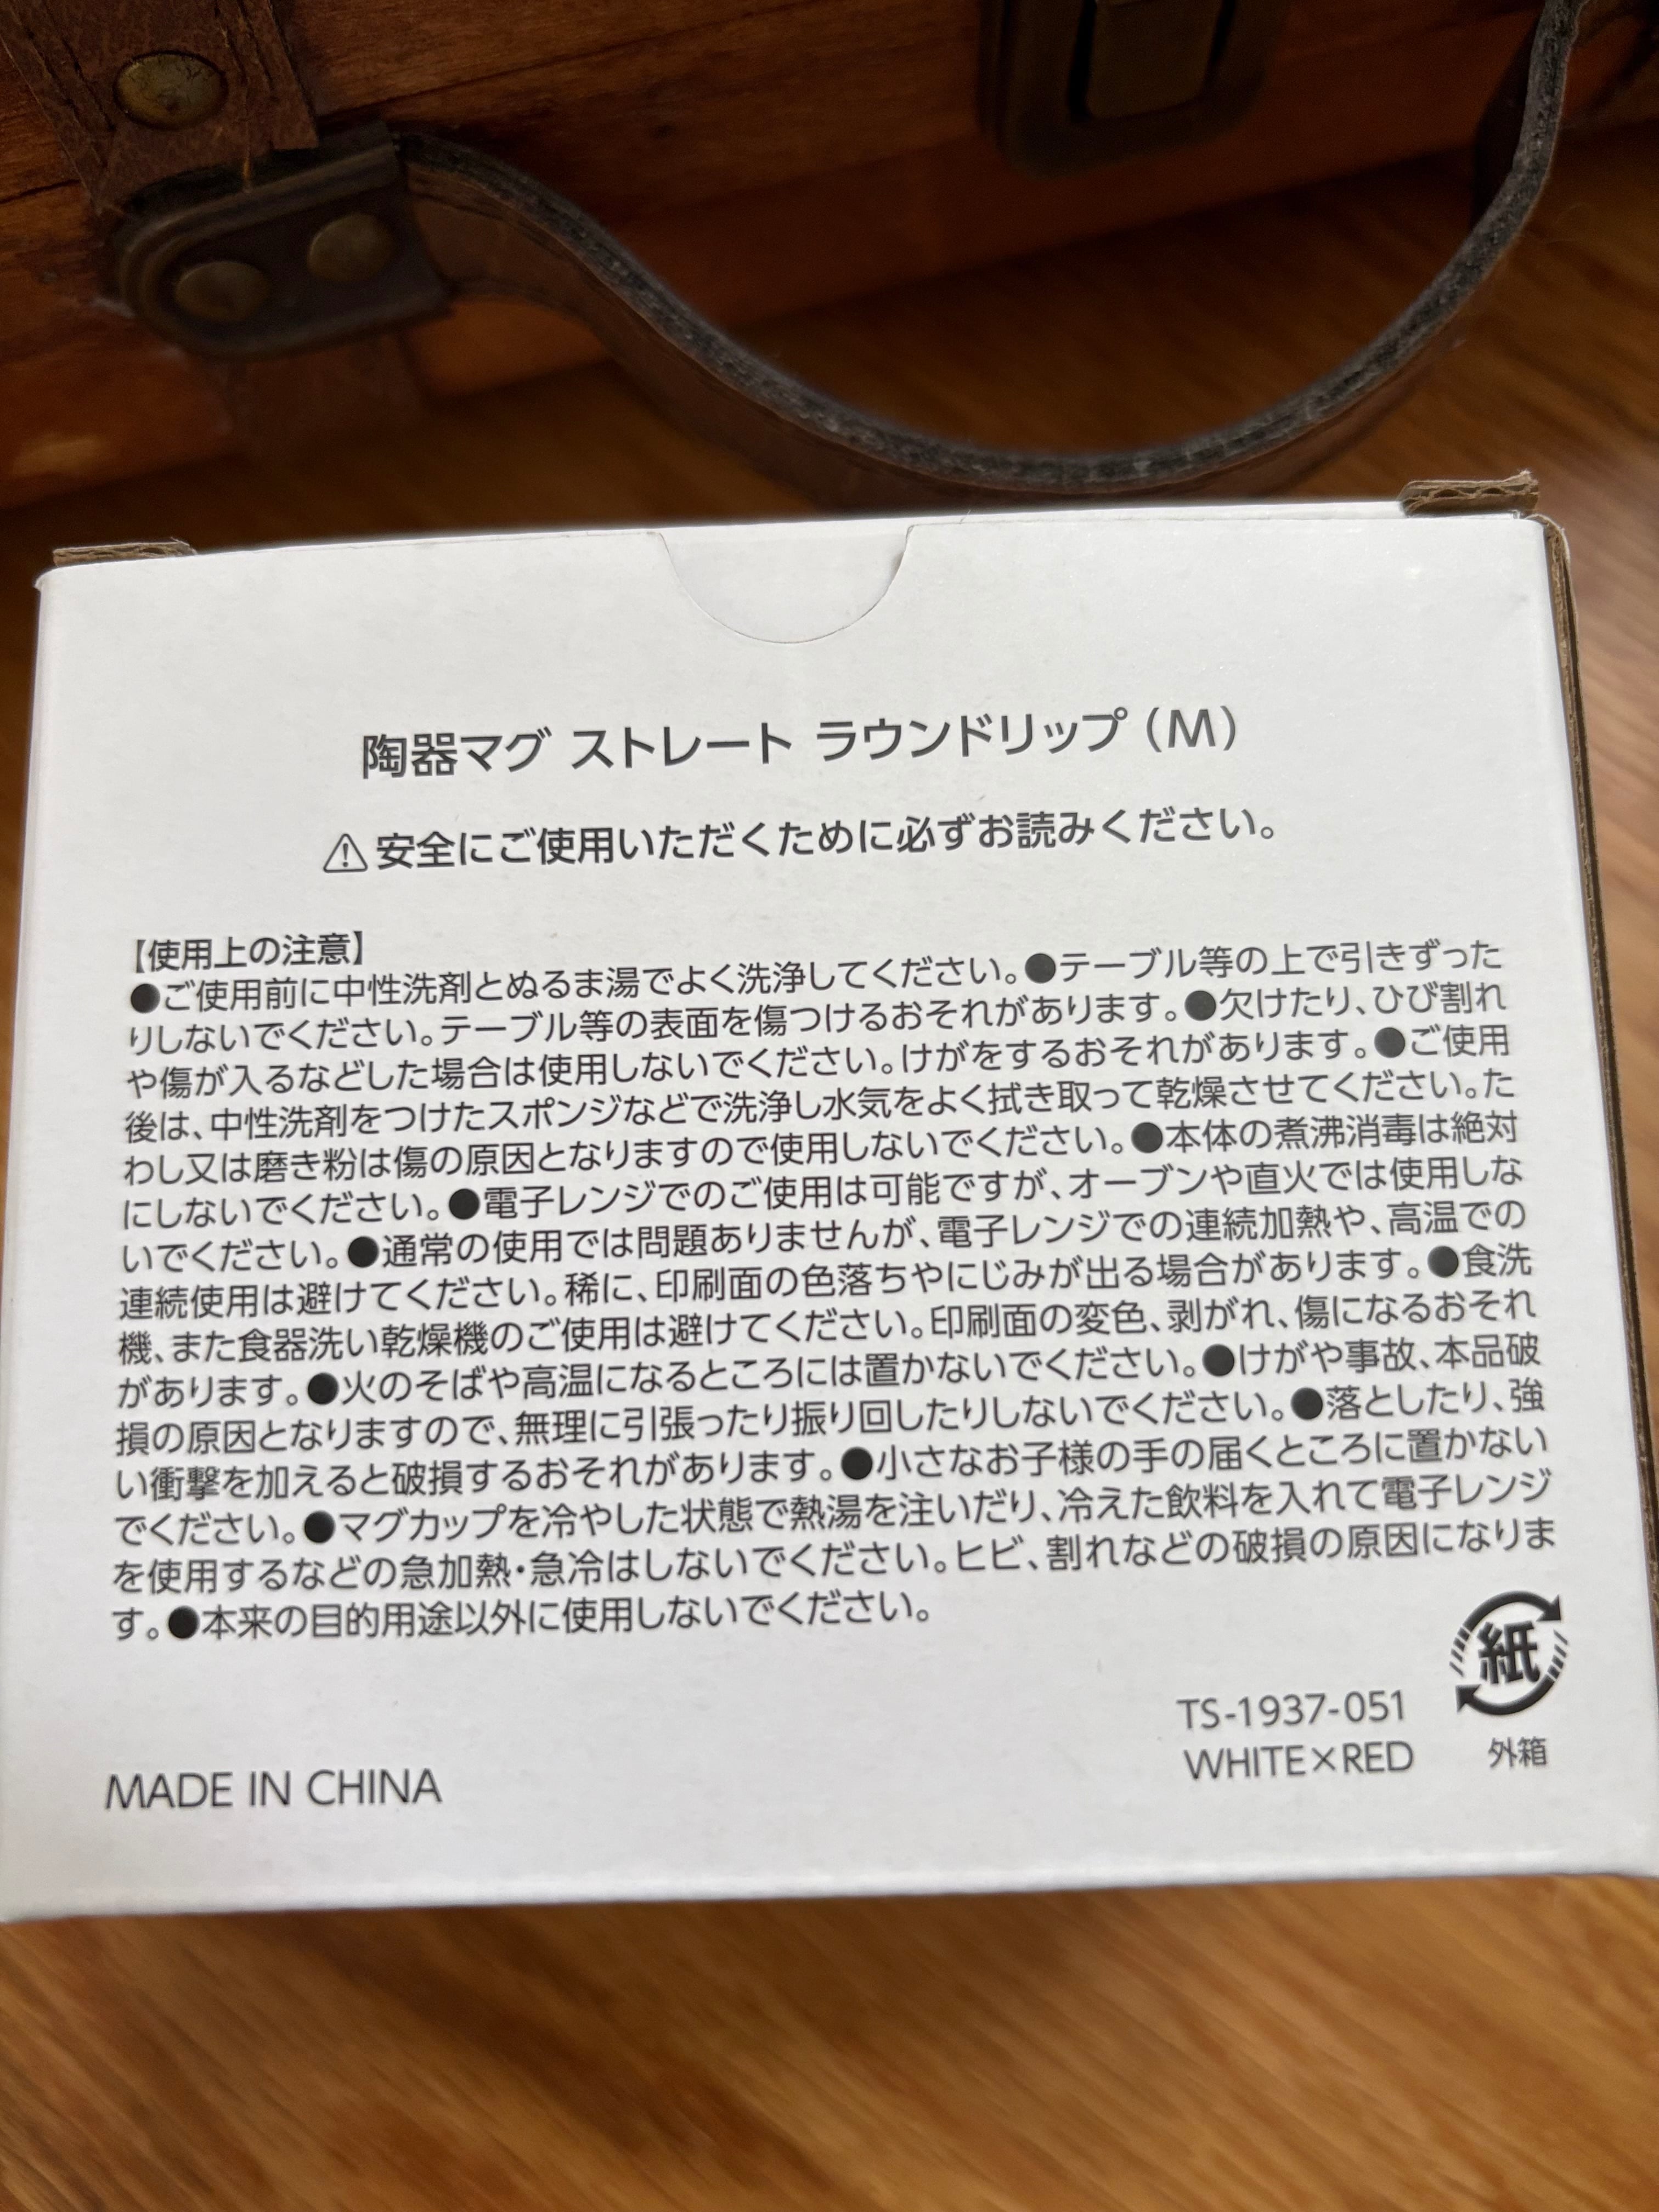 陶器マグ ストレート ラウンドリップ（M）
⚠安全にご使用いただくために必ずお読みください。
【使用上の注意】
●ご使用前に中性洗剤とぬるま湯でよく洗浄してください。●テーブル等の上で引きずった
りしないでください。テーブル等の表面を傷つけるおそれがあります。●欠けたり、ひび割れ
や傷が入るなどした場合は使用しないでください。けがをするおそれがあります。●ご使用
後は、中性洗剤をつけたスポンジなどで洗浄し水気をよく拭き取って乾燥させてください。た
わし又は磨き粉は傷の原因となりますので使用しないでください。●本体の煮沸消毒は絶対
にしないでください。●電子レンジでのご使用は可能ですが、オーブンや直火では使用しな
いでください。●通常の使用では問題ありませんが、電子レンジでの連続加熱や、高温での
連続使用は避けてください。稀に、印刷面の色落ちやにじみが出る場合があります。●食洗
機、また食器洗い乾燥機のご使用は避けてください。印刷面の変色、剥がれ、傷になるおそれ
があります。●火のそばや高温になるところには置かないでください。●けがや事故、本品破
損の原因となりますので、無理に引張ったり振り回したりしないでください。●落としたり、強
い衝撃を加えると破損するおそれがあります。●小さなお子様の手の届くところに置かない
でください。●マグカップを冷やした状態で熱湯を注いだり、冷えた飲料を入れて電子レンジ
を使用するなどの急加熱・急冷はしないでください。ヒビ、割れなどの破損の原因になりま
す。●本来の目的用途以外に使用しないでください。
紙
外箱
TS-1937-051
WHITE×RED
MADE IN CHINA